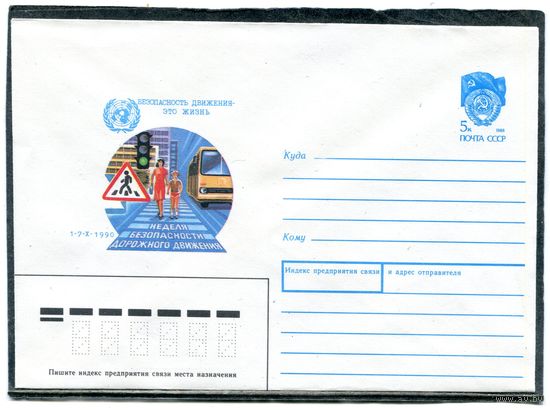 БЕЗОПАСНОСТЬ ДВИЖЕНИЯ-
ЭТО ЖИЗНЬ
5к 1988
ПОЧТА СССР
Куда
1-7-X-1990
НЕДЕЛЯ
БЕЗОПАСНОСТИ
ДОРОЖНОГО ДВИЖЕНИЯ
Кому
Индекс предприятия связи и адрес отправителя
Пишите индекс предприятия связи места назначения